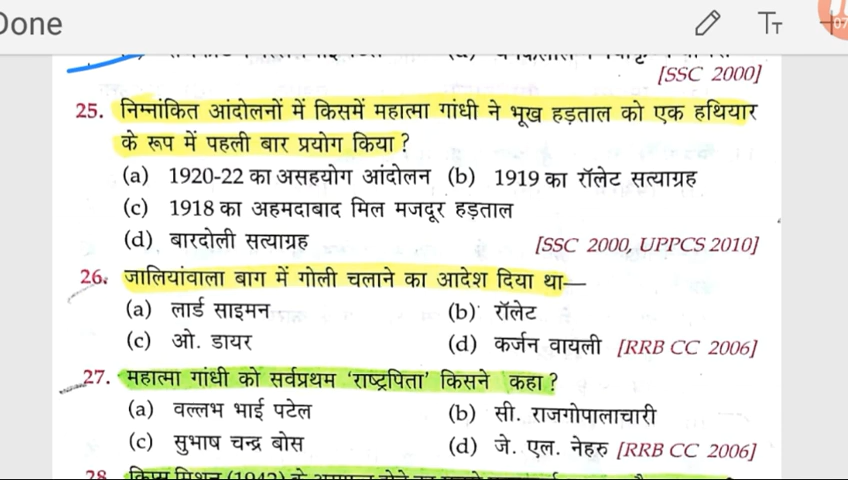 Done
[SSC 2000]
25. निम्नांकित आंदोलनों में किसमें महात्मा गांधी ने भूख हड़ताल को एक हथियार
के रूप में पहली बार प्रयोग किया?
(a) 1920-22 का असहयोग आंदोलन (b) 1919 का रॉलेट सत्याग्रह
(c) 1918 का अहमदाबाद मिल मजदूर हड़ताल
(d) बारदोली सत्याग्रह [SSC 2000, UPPCS 2010]
26. जालियांवाला बाग में गोली चलाने का आदेश दिया था—
(a) लार्ड साइमन (b) रॉलेट
(c) ओ. डायर (d) कर्जन वायली [RRB CC 2006]
27. महात्मा गांधी को सर्वप्रथम 'राष्ट्रपिता' किसने कहा?
(a) वल्लभ भाई पटेल (b) सी. राजगोपालाचारी
(c) सुभाष चन्द्र बोस (d) जे. एल. नेहरु [RRB CC 2006]
28 क्रिप्स मिशन (1942) के